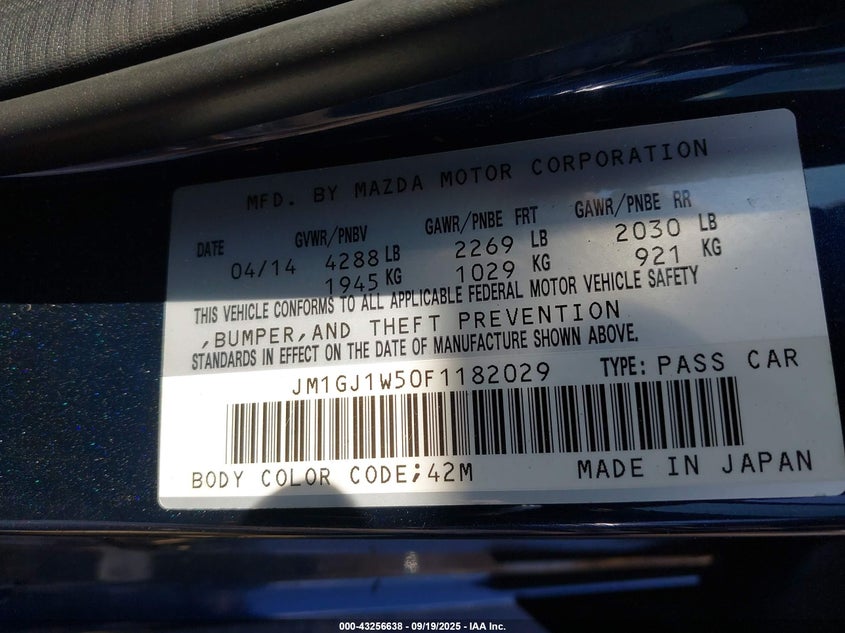 MFD. BY MAZDA MOTOR CORPORATION
DATE GVWR/PNBV GAWR/PNBE FRT GAWR/PNBE RR
04/14 4288 LB 2269 LB 2030 LB
1945 KG 1029 KG 921 KG
THIS VEHICLE CONFORMS TO ALL APPLICABLE FEDERAL MOTOR VEHICLE SAFETY
,BUMPER,AND THEFT PREVENTION
STANDARDS IN EFFECT ON THE DATE OF MANUFACTURE SHOWN ABOVE.
JM1GJ1W50F1182029 TYPE: PASS CAR
BODY COLOR CODE;42M MADE IN JAPAN
000-43256638 - 09/19/2025 - IAA Inc.